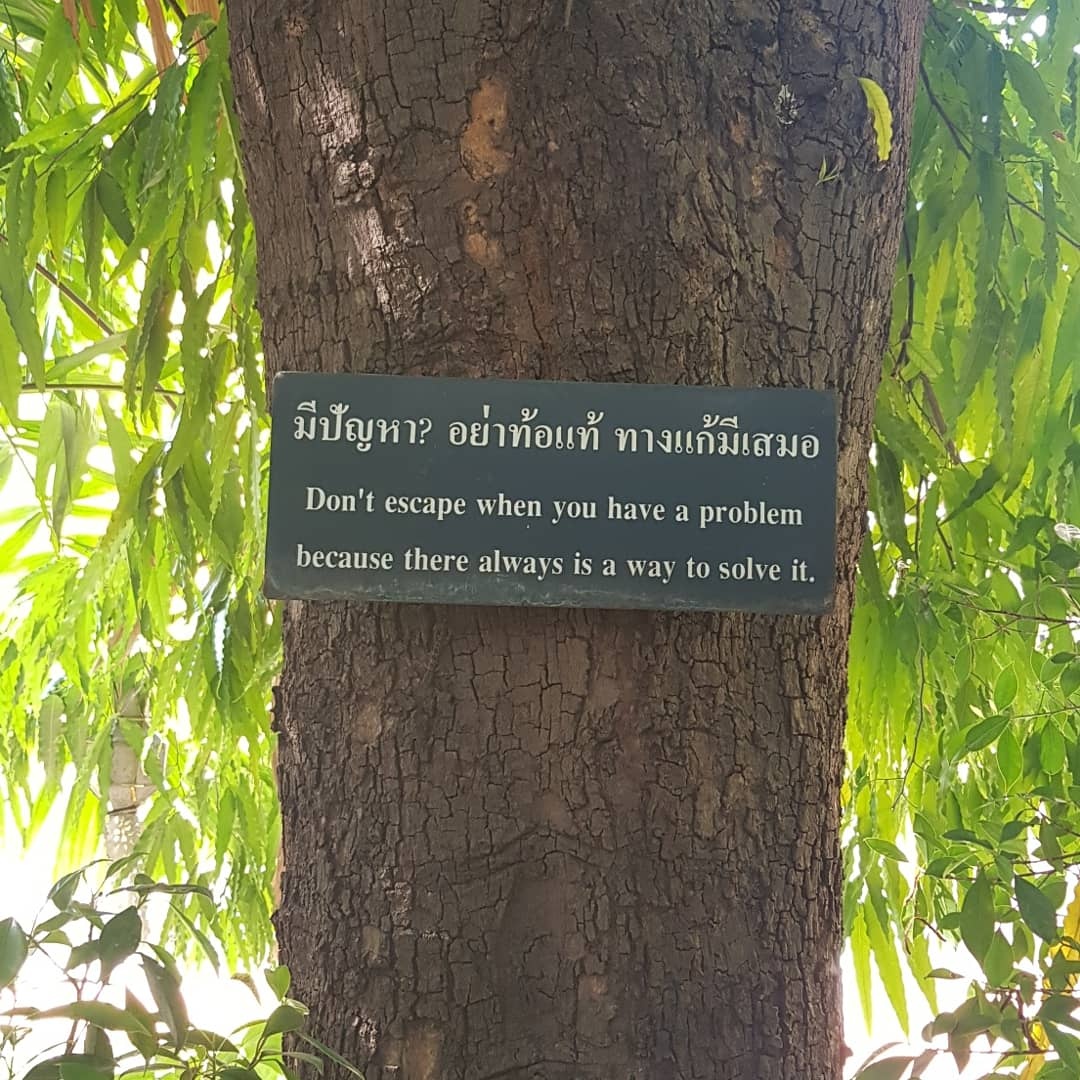 มีปัญหา? อย่าท้อแท้ ทางแก้มีเสมอ
Don't escape when you have a problem
because there always is a way to solve it.